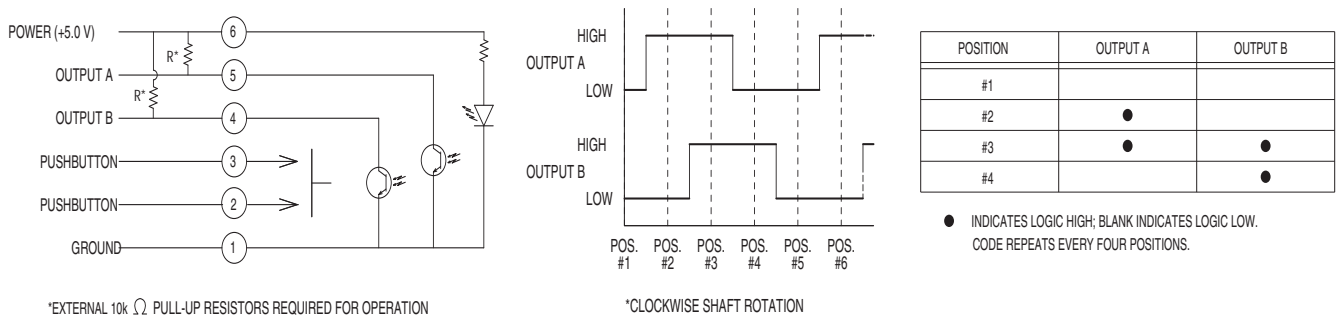 POWER (+5.0 V)
6
R*
OUTPUT A
5
R*
OUTPUT B
4
PUSHBUTTON
3
PUSHBUTTON
2
GROUND
1
*EXTERNAL 10k Ω PULL-UP RESISTORS REQUIRED FOR OPERATION
HIGH
OUTPUT A
LOW
HIGH
OUTPUT B
LOW
POS. POS. POS. POS. POS. POS.
#1 #2 #3 #4 #5 #6
*CLOCKWISE SHAFT ROTATION
POSITION OUTPUT A OUTPUT B
#1
#2 ●
#3 ● ●
#4 ●
● INDICATES LOGIC HIGH; BLANK INDICATES LOGIC LOW.
CODE REPEATS EVERY FOUR POSITIONS.